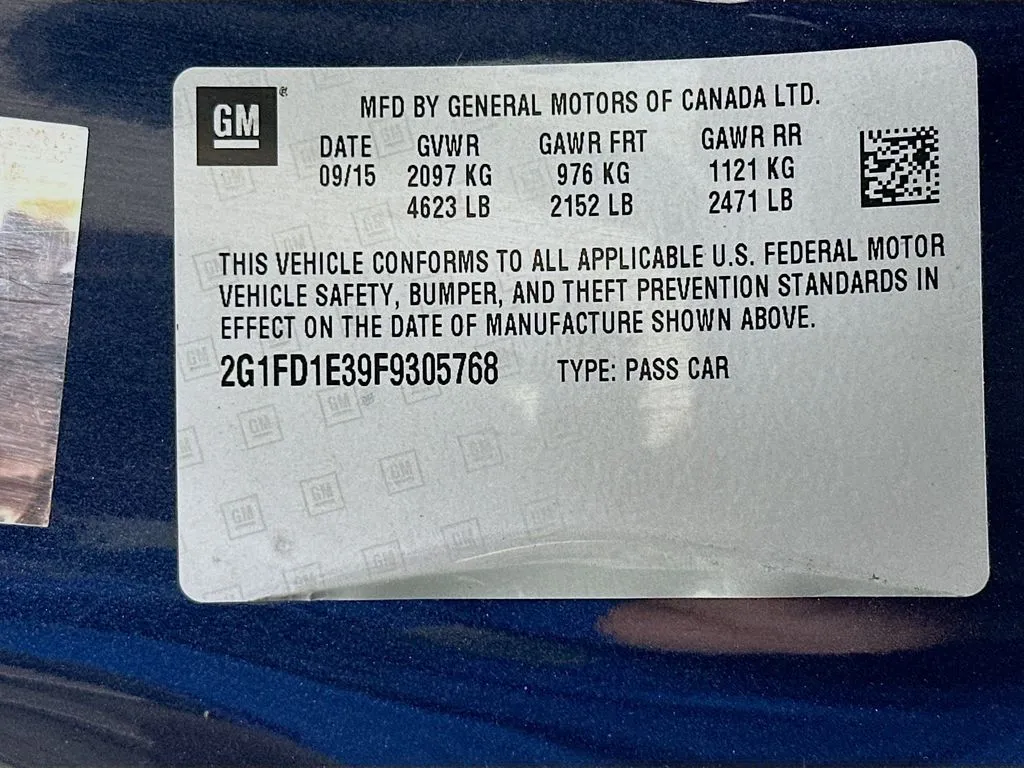 GM
MFD BY GENERAL MOTORS OF CANADA LTD.
DATE GVWR GAWR FRT GAWR RR
09/15 2097 KG 976 KG 1121 KG
4623 LB 2152 LB 2471 LB
THIS VEHICLE CONFORMS TO ALL APPLICABLE U.S. FEDERAL MOTOR
VEHICLE SAFETY, BUMPER, AND THEFT PREVENTION STANDARDS IN
EFFECT ON THE DATE OF MANUFACTURE SHOWN ABOVE.
2G1FD1E39F9305768 TYPE: PASS CAR